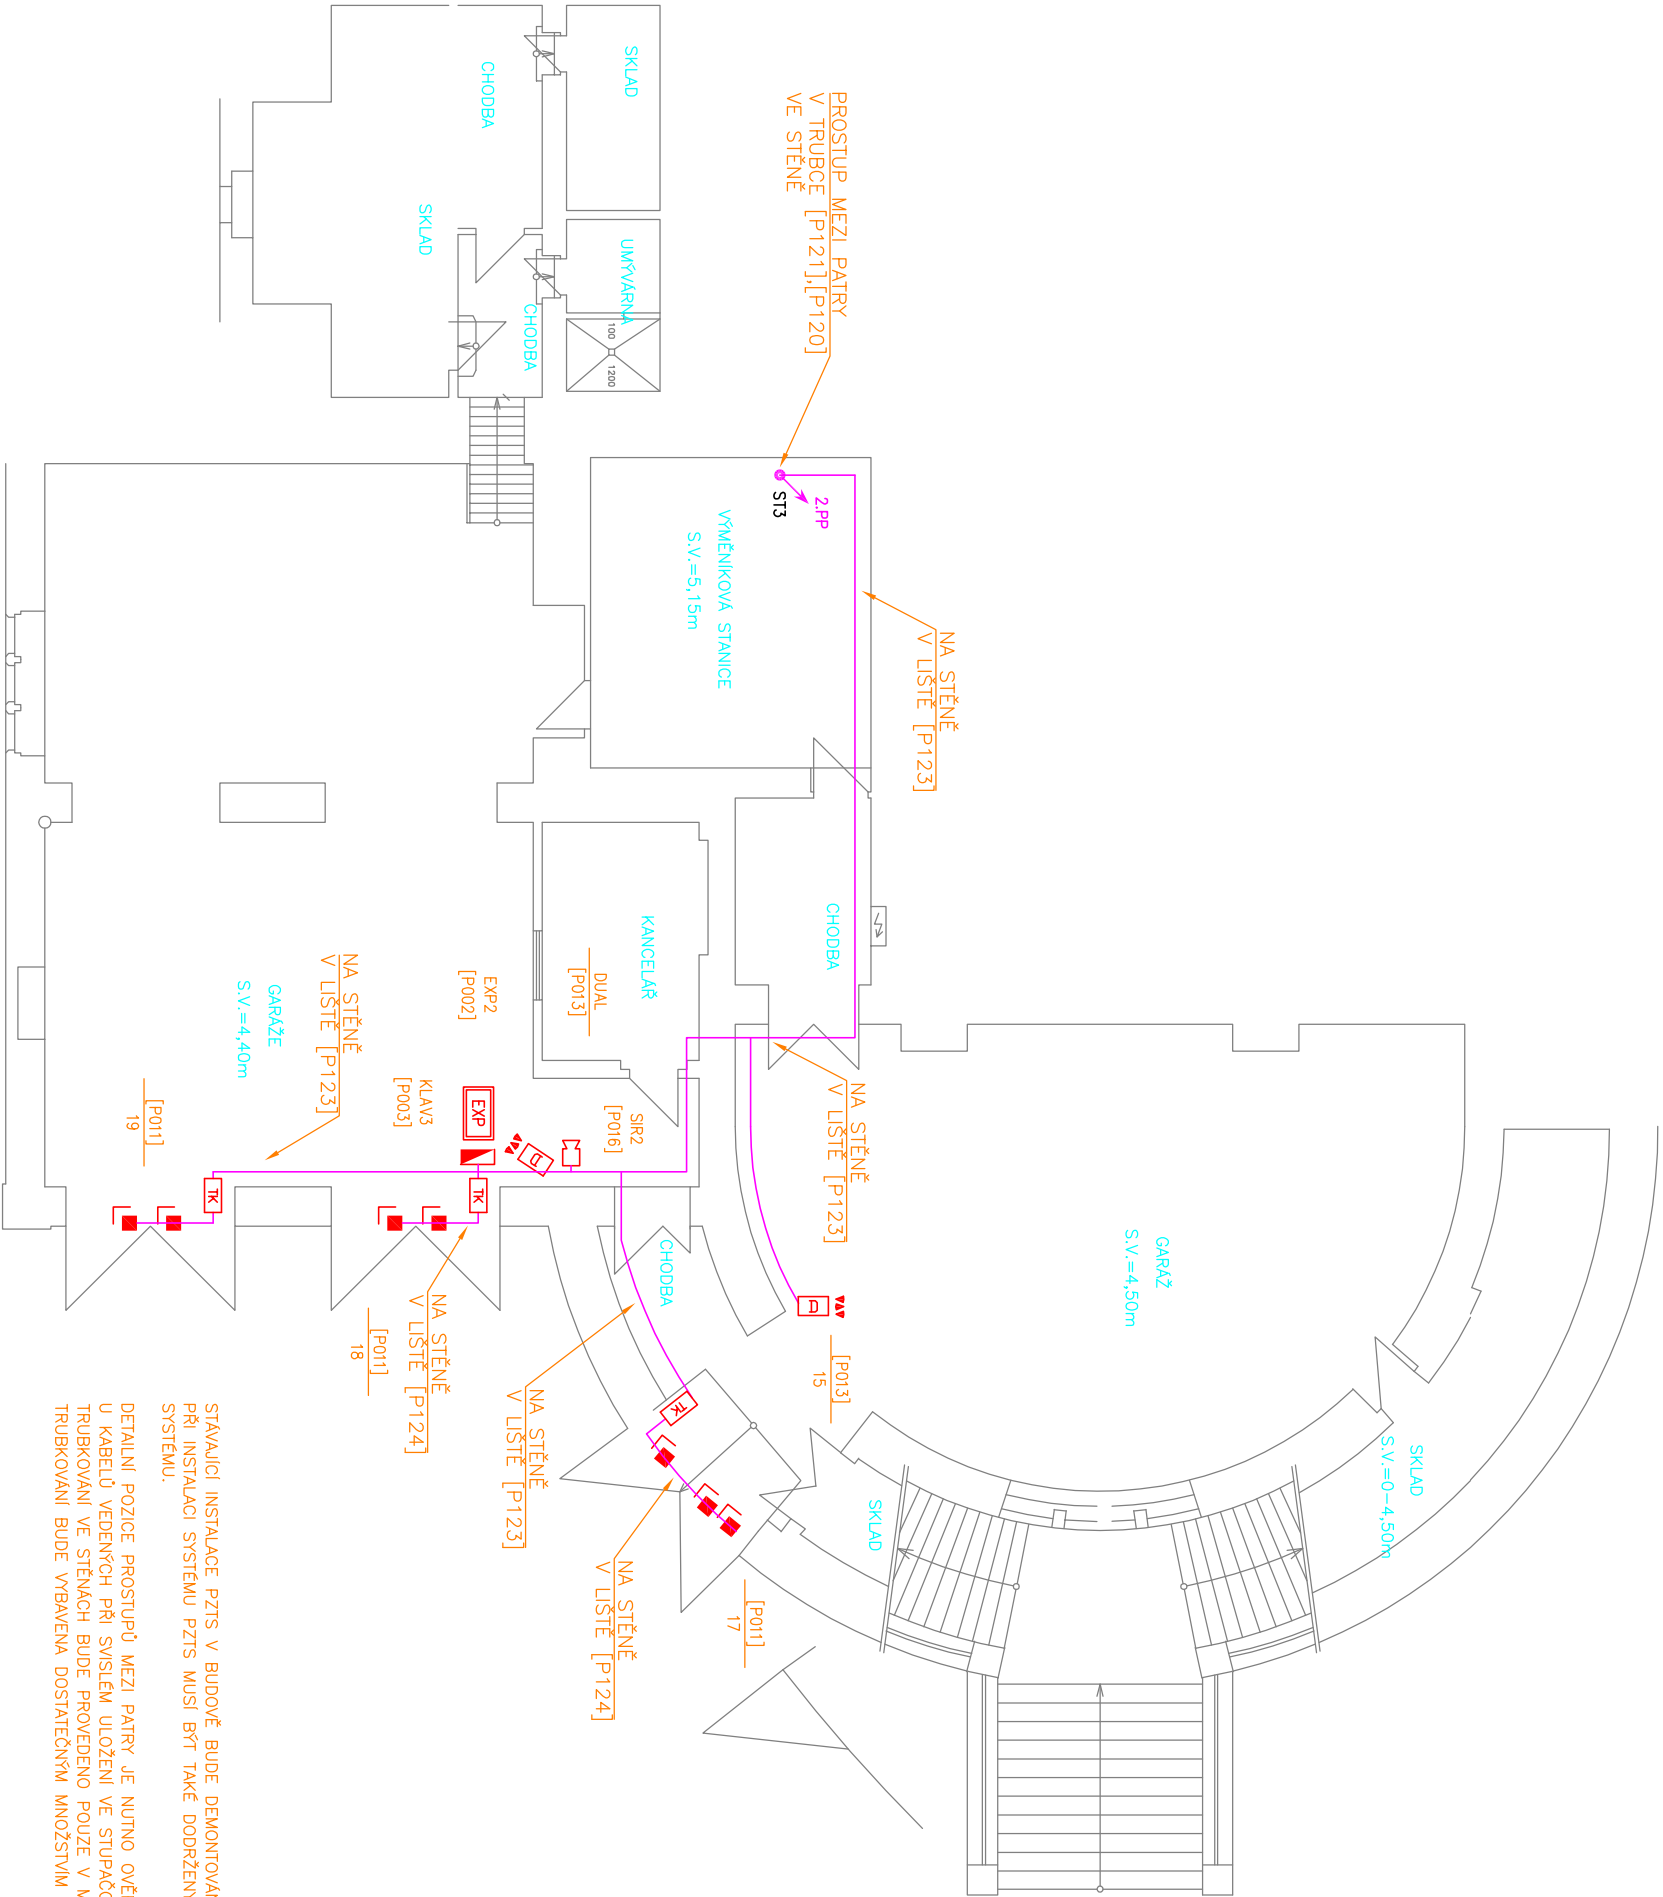 SKLAD
CHODBA
SKLAD
UMÝVÁRNA
CHODBA
100
1200
PROSTUP MEZI PATRY
V TRUBCE [P121],[P120]
VE STĚNĚ
2.PP
ST3
VÝMĚNÍKOVÁ STANICE
S.V.=5,15m
NA STĚNĚ
V LIŠTĚ [P123]
CHODBA
KANCELÁŘ
DUAL
[P013]
EXP2
[P002]
NA STĚNĚ
V LIŠTĚ [P123]
GARÁŽE
S.V.=4,40m
KLAV3
[P003]
EXP
SIR2
[P016]
D
[P011]
19
TK
TK
NA STĚNĚ
V LIŠTĚ [P123]
GARÁŽ
S.V.=4,50m
CHODBA
D
[P013]
15
NA STĚNĚ
V LIŠTĚ [P124]
[P011]
18
NA STĚNĚ
V LIŠTĚ [P123]
TK
SKLAD
S.V.=0-4,50m
SKLAD
NA STĚNĚ
V LIŠTĚ [P124]
[P011]
17
STÁVAJÍCÍ INSTALACE PZTS V BUDOVĚ BUDE
PŘI INSTALACI SYSTÉMU PZTS MUSÍ BÝT TAKÉ
SYSTÉMU.
DETAILNÍ POZICE PROSTUPŮ MEZI PATRY JE NUTNO
U KABELŮ VEDENÝCH PŘI SVISLÉM ULOŽENÍ VE
TRUBKOVÁNÍ VE STĚNÁCH BUDE PROVEDENO POUZE V
TRUBKOVÁNÍ BUDE VYBAVENA DOSTATEČNÝM MNOŽSTVÍM